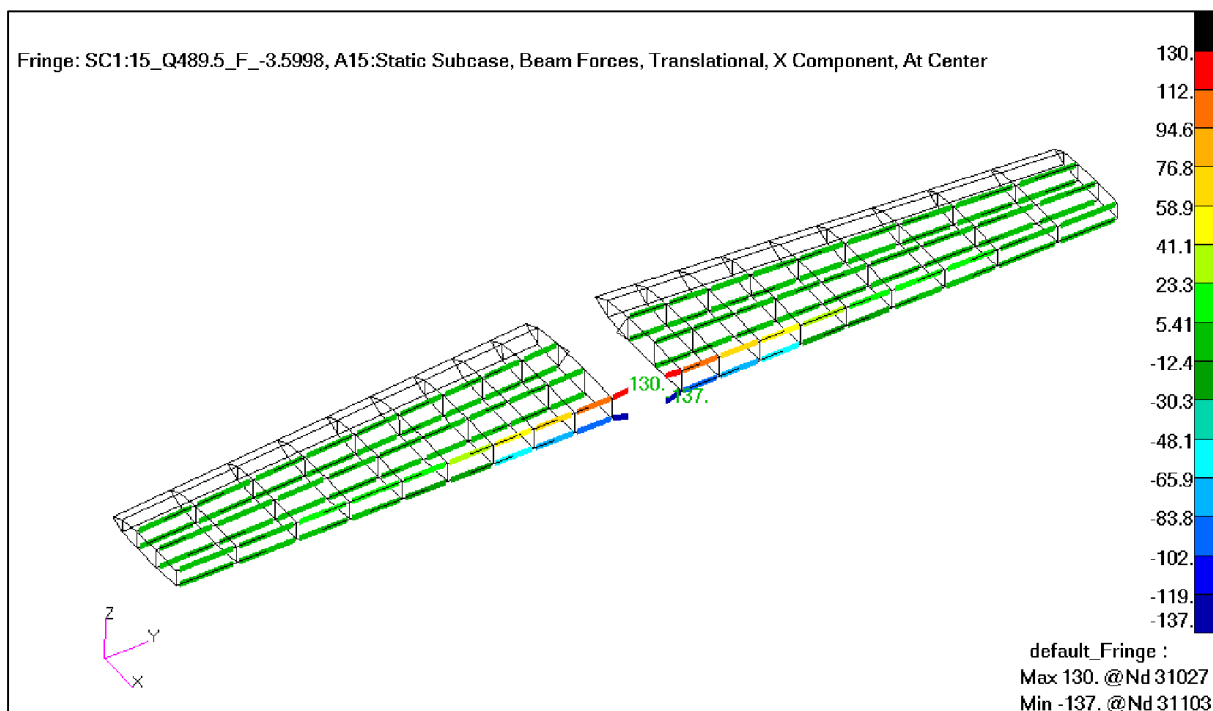 Fringe: SC1:15_Q489.5_F_-3.5998, A15:Static Subcase, Beam Forces, Translational, X Component, At Center
130.
112.
94.6
76.8
58.9
41.1
23.3
5.41
-12.4
-30.3
-48.1
-65.9
-83.8
-102.
-119.
-137.
130.
137.
Z
Y
X
default_Fringe :
Max 130. @Nd 31027
Min -137. @Nd 31103